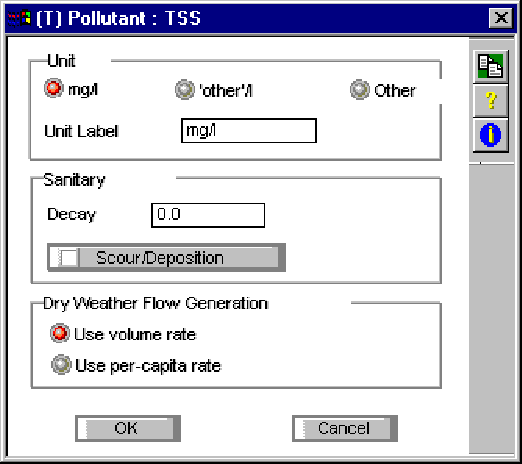 (T) Pollutant : TSS
Unit
mg/l 'other'/l Other
Unit Label mg/l
Sanitary
Decay 0.0
Scour/Deposition
Dry Weather Flow Generation
Use volume rate
Use per-capita rate
OK Cancel